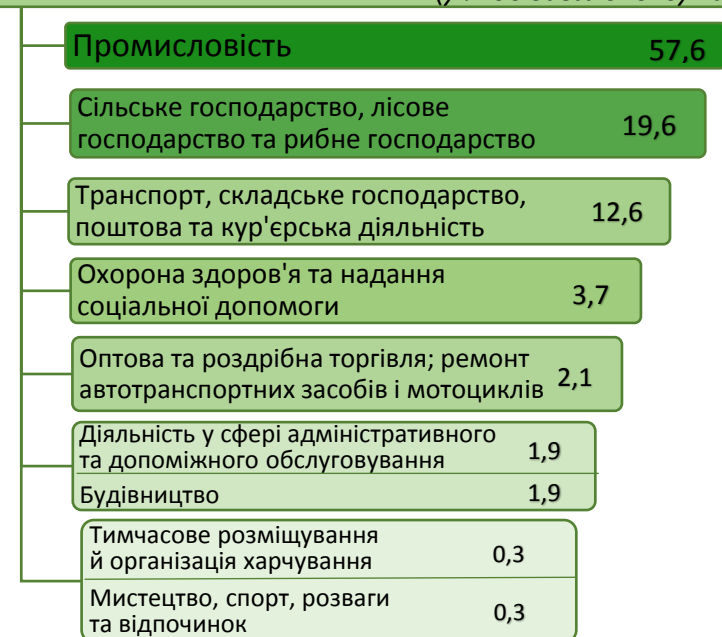 Промисловість 57,6
Сільське господарство, лісове
господарство та рибне господарство 19,6
Транспорт, складське господарство,
поштова та кур'єрська діяльність 12,6
Охорона здоров'я та надання
соціальної допомоги 3,7
Оптова та роздрібна торгівля; ремонт
автотранспортних засобів і мотоциклів 2,1
Діяльність у сфері адміністративного
та допоміжного обслуговування 1,9
Будівництво 1,9
Тимчасове розміщування
й організація харчування 0,3
Мистецтво, спорт, розваги
та відпочинок 0,3